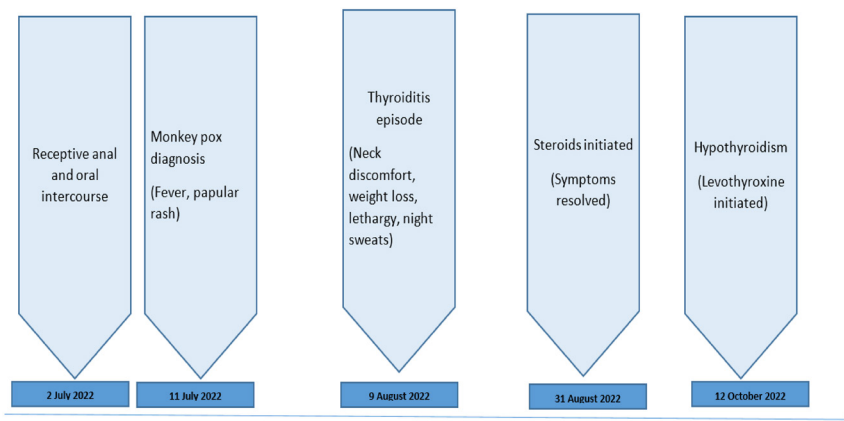 Receptive anal
and oral
intercourse
2 July 2022
Monkey pox
diagnosis
(Fever, papular
rash)
11 July 2022
Thyroiditis
episode
(Neck
discomfort,
weight loss,
lethargy, night
sweats)
9 August 2022
Steroids initiated
(Symptoms
resolved)
31 August 2022
Hypothyroidism
(Levothyroxine
initiated)
12 October 2022